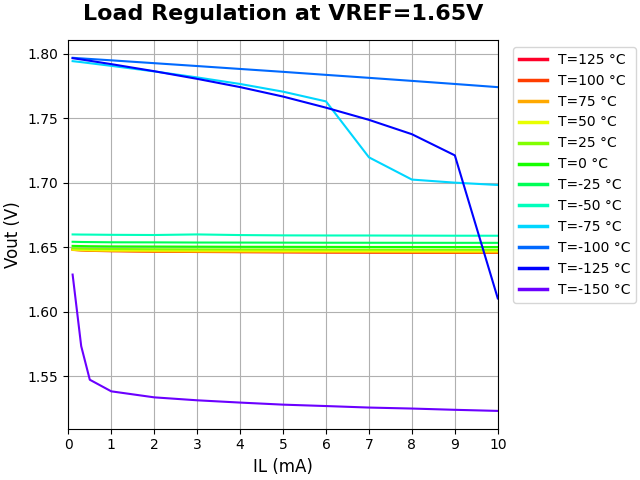 Load Regulation at VREF=1.65V
Vout (V)
1.80
1.75
1.70
1.65
1.60
1.55
0 1 2 3 4 5 6 7 8 9 10
IL (mA)
T=125 °C
T=100 °C
T=75 °C
T=50 °C
T=25 °C
T=0 °C
T=-25 °C
T=-50 °C
T=-75 °C
T=-100 °C
T=-125 °C
T=-150 °C